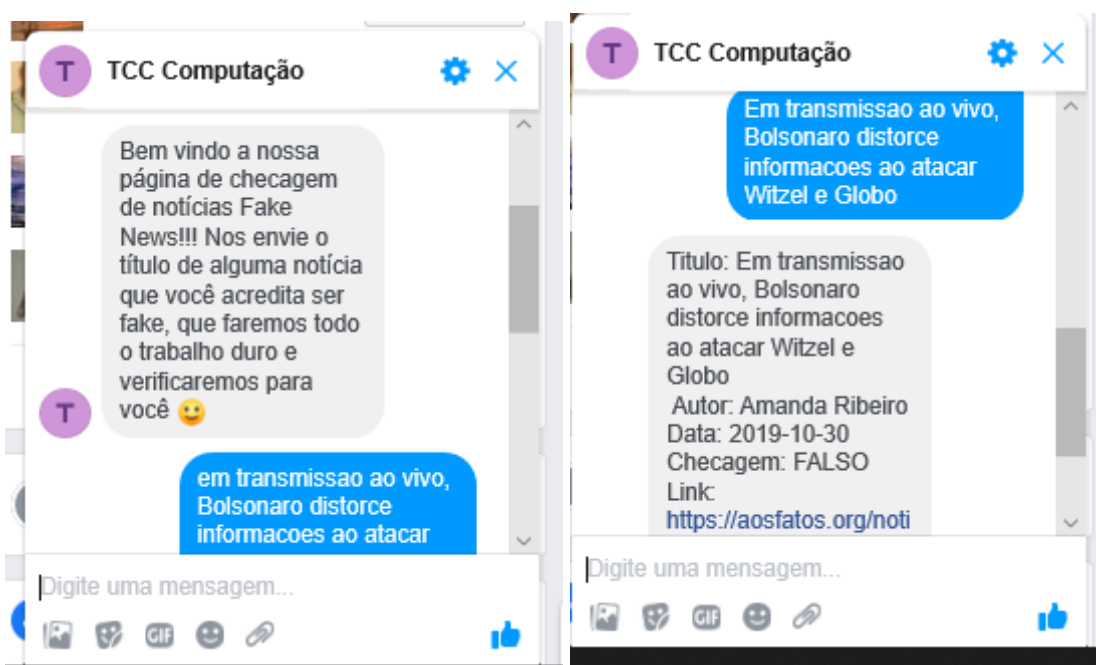 TCC Computação
Bem vindo a nossa
página de checagem
de notícias Fake
News!!! Nos envie o
título de alguma notícia
que você acredita ser
fake, que faremos todo
o trabalho duro e
verificaremos para
você 🙂
T
T
em transmissao ao vivo,
Bolsonaro distorce
informacoes ao atacar
Digite uma mensagem...
GIF
T
TCC Computação
Em transmissao ao vivo,
Bolsonaro distorce
informacoes ao atacar
Witzel e Globo
Titulo: Em transmissao
ao vivo, Bolsonaro
distorce informacoes
ao atacar Witzel e
Globo
Autor: Amanda Ribeiro
Data: 2019-10-30
Checagem: FALSO
Link:
https://aosfatos.org/noti
Digite uma mensagem...
GIF